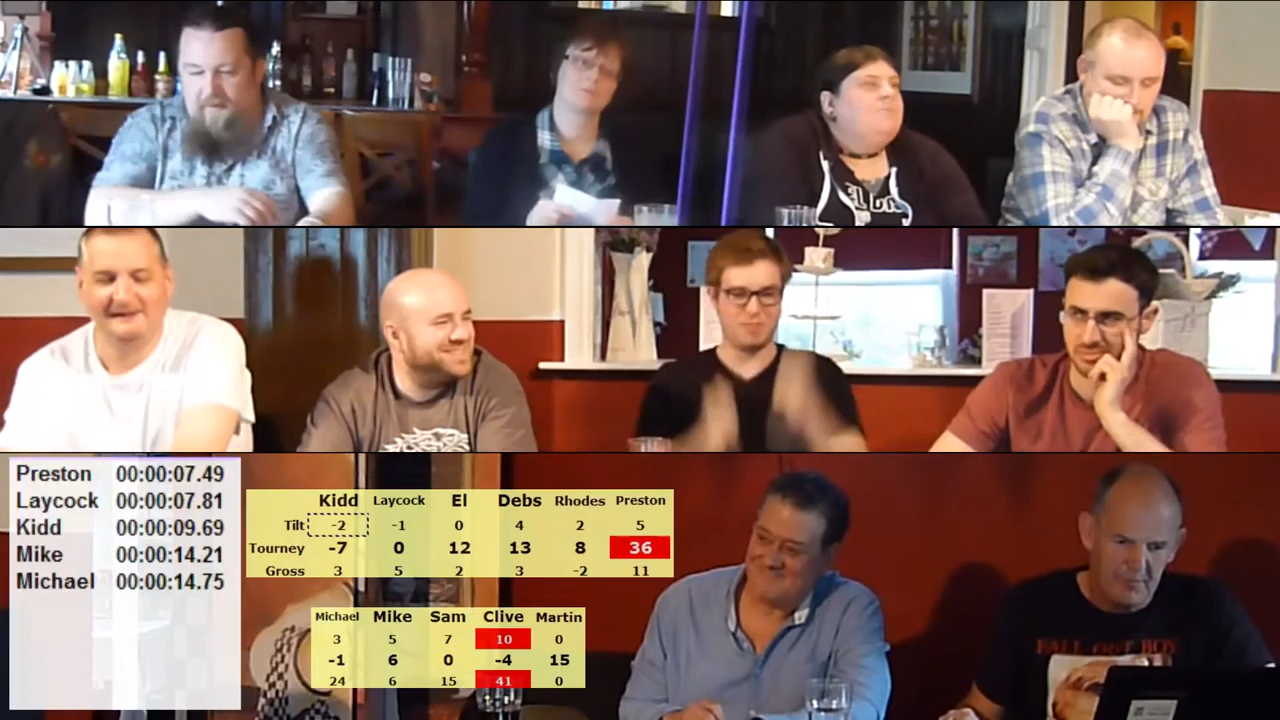 Preston 00:00:07.49
Laycock 00:00:07.81
Kidd 00:00:09.69
Mike 00:00:14.21
Michael 00:00:14.75
Kidd Laycock El Debs Rhodes Preston
Tilt -2 -1 0 4 2 5
Tourney -7 0 12 13 8 36
Gross 3 5 2 3 -2 11
Michael Mike Sam Clive Martin
3 5 7 10 0
-1 6 0 -4 15
24 6 15 41 0
FALL OUT BOY